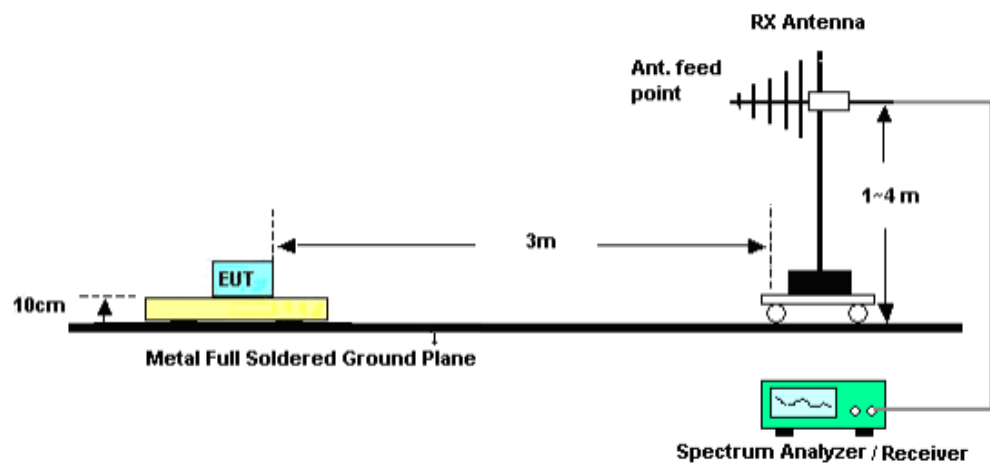 RX Antenna
Ant. feed
point
1~4 m
3m
EUT
10cm
Metal Full Soldered Ground Plane
Spectrum Analyzer / Receiver